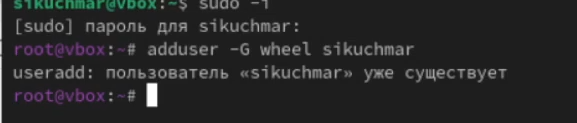 sikuchmar@vbox:~$ sudo -i
[sudo] пароль для sikuchmar:
root@vbox:~# adduser -G wheel sikuchmar
useradd: пользователь «sikuchmar» уже существует
root@vbox:~#